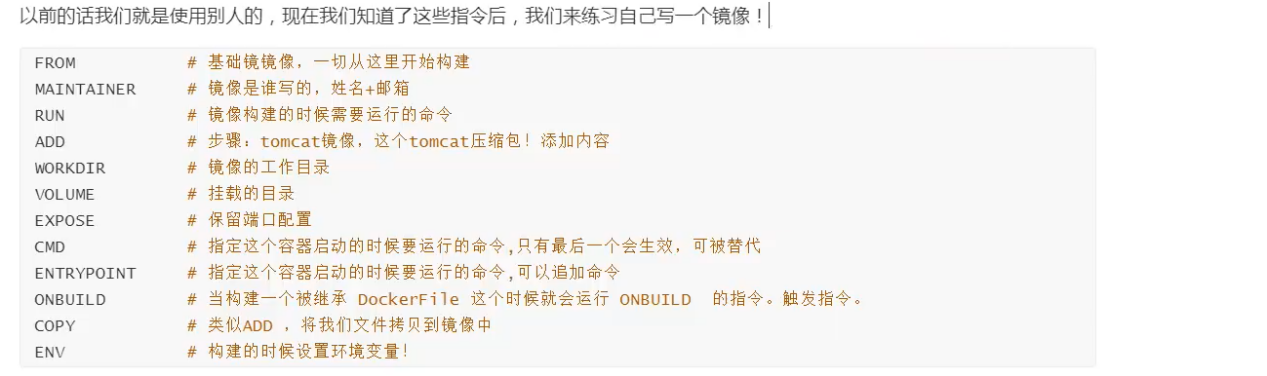 以前的话我们就是使用别人的，现在我们知道了这些指令后，我们来练习自己写一个镜像！
FROM # 基础镜镜像，一切从这里开始构建
MAINTAINER # 镜像是谁写的，姓名+邮箱
RUN # 镜像构建的时候需要运行的命令
ADD # 步骤：tomcat镜像，这个tomcat压缩包！添加内容
WORKDIR # 镜像的工作目录
VOLUME # 挂载的目录
EXPOSE # 保留端口配置
CMD # 指定这个容器启动的时候要运行的命令,只有最后一个会生效，可被替代
ENTRYPOINT # 指定这个容器启动的时候要运行的命令,可以追加命令
ONBUILD # 当构建一个被继承 DockerFile 这个时候就会运行 ONBUILD 的指令。触发指令。
COPY # 类似ADD ，将我们文件拷贝到镜像中
ENV # 构建的时候设置环境变量！